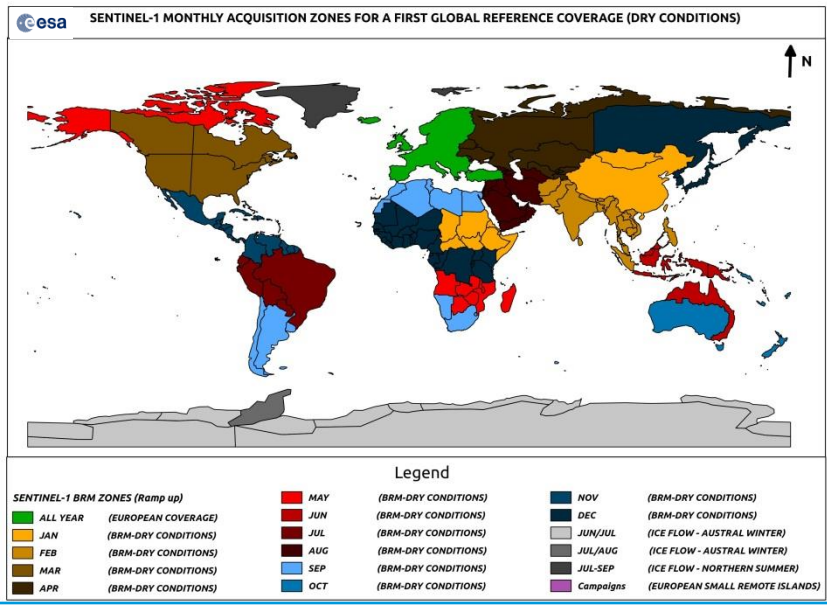 esa
SENTINEL-1 MONTHLY ACQUISITION ZONES FOR A FIRST GLOBAL REFERENCE COVERAGE (DRY CONDITIONS)
N
Legend
SENTINEL-1 BRM ZONES (Ramp up)
ALL YEAR (EUROPEAN COVERAGE)
JAN (BRM-DRY CONDITIONS)
FEB (BRM-DRY CONDITIONS)
MAR (BRM-DRY CONDITIONS)
APR (BRM-DRY CONDITIONS)
MAY (BRM-DRY CONDITIONS)
JUN (BRM-DRY CONDITIONS)
JUL (BRM-DRY CONDITIONS)
AUG (BRM-DRY CONDITIONS)
SEP (BRM-DRY CONDITIONS)
OCT (BRM-DRY CONDITIONS)
NOV (BRM-DRY CONDITIONS)
DEC (BRM-DRY CONDITIONS)
JUN/JUL (ICE FLOW - AUSTRAL WINTER)
JUL/AUG (ICE FLOW - AUSTRAL WINTER)
JUL-SEP (ICE FLOW - NORTHERN SUMMER)
Campaigns (EUROPEAN SMALL REMOTE ISLANDS)